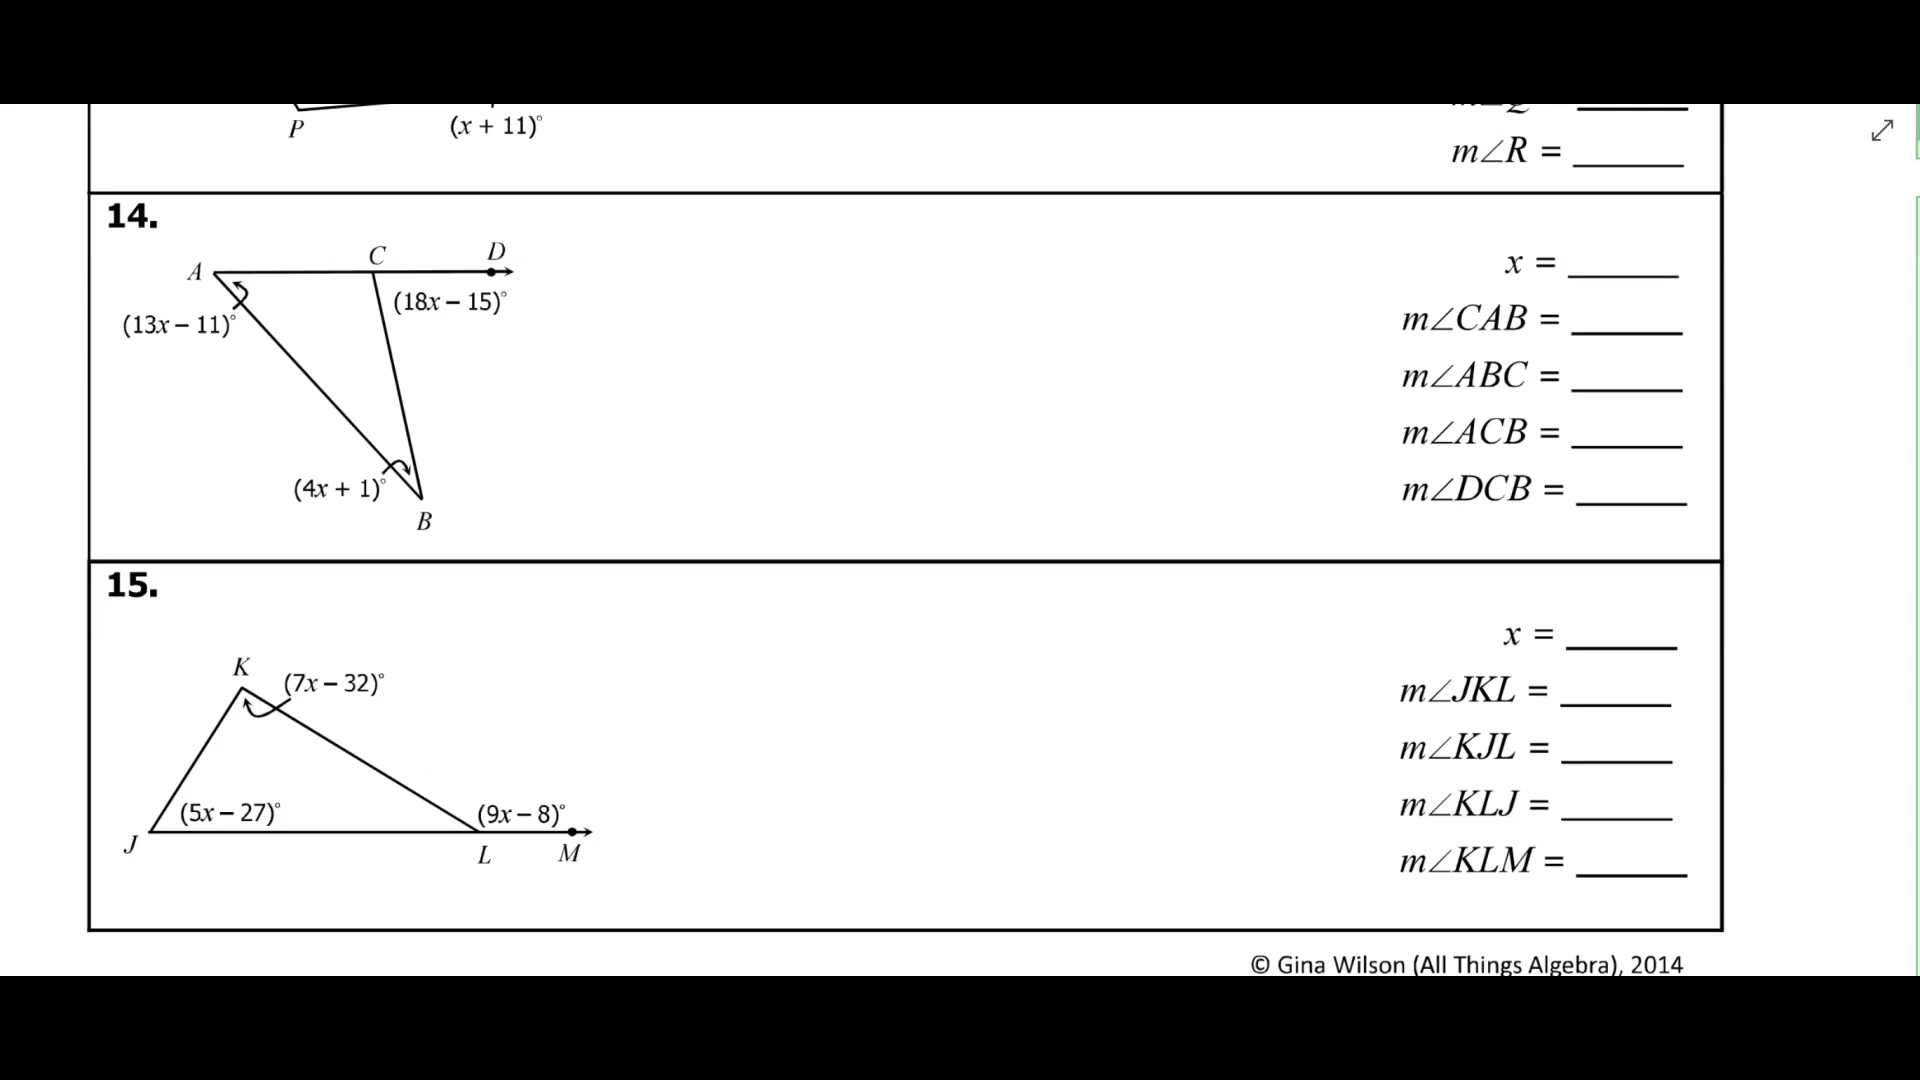 P
(x + 11)°
m∠R = ______
14.
A
C
D
(13x – 11)°
(18x – 15)°
(4x + 1)°
B
x = ______
m∠CAB = ______
m∠ABC = ______
m∠ACB = ______
m∠DCB = ______
15.
K
(7x – 32)°
(5x – 27)°
(9x – 8)°
J
L
M
x = ______
m∠JKL = ______
m∠KJL = ______
m∠KLJ = ______
m∠KLM = ______
© Gina Wilson (All Things Algebra), 2014